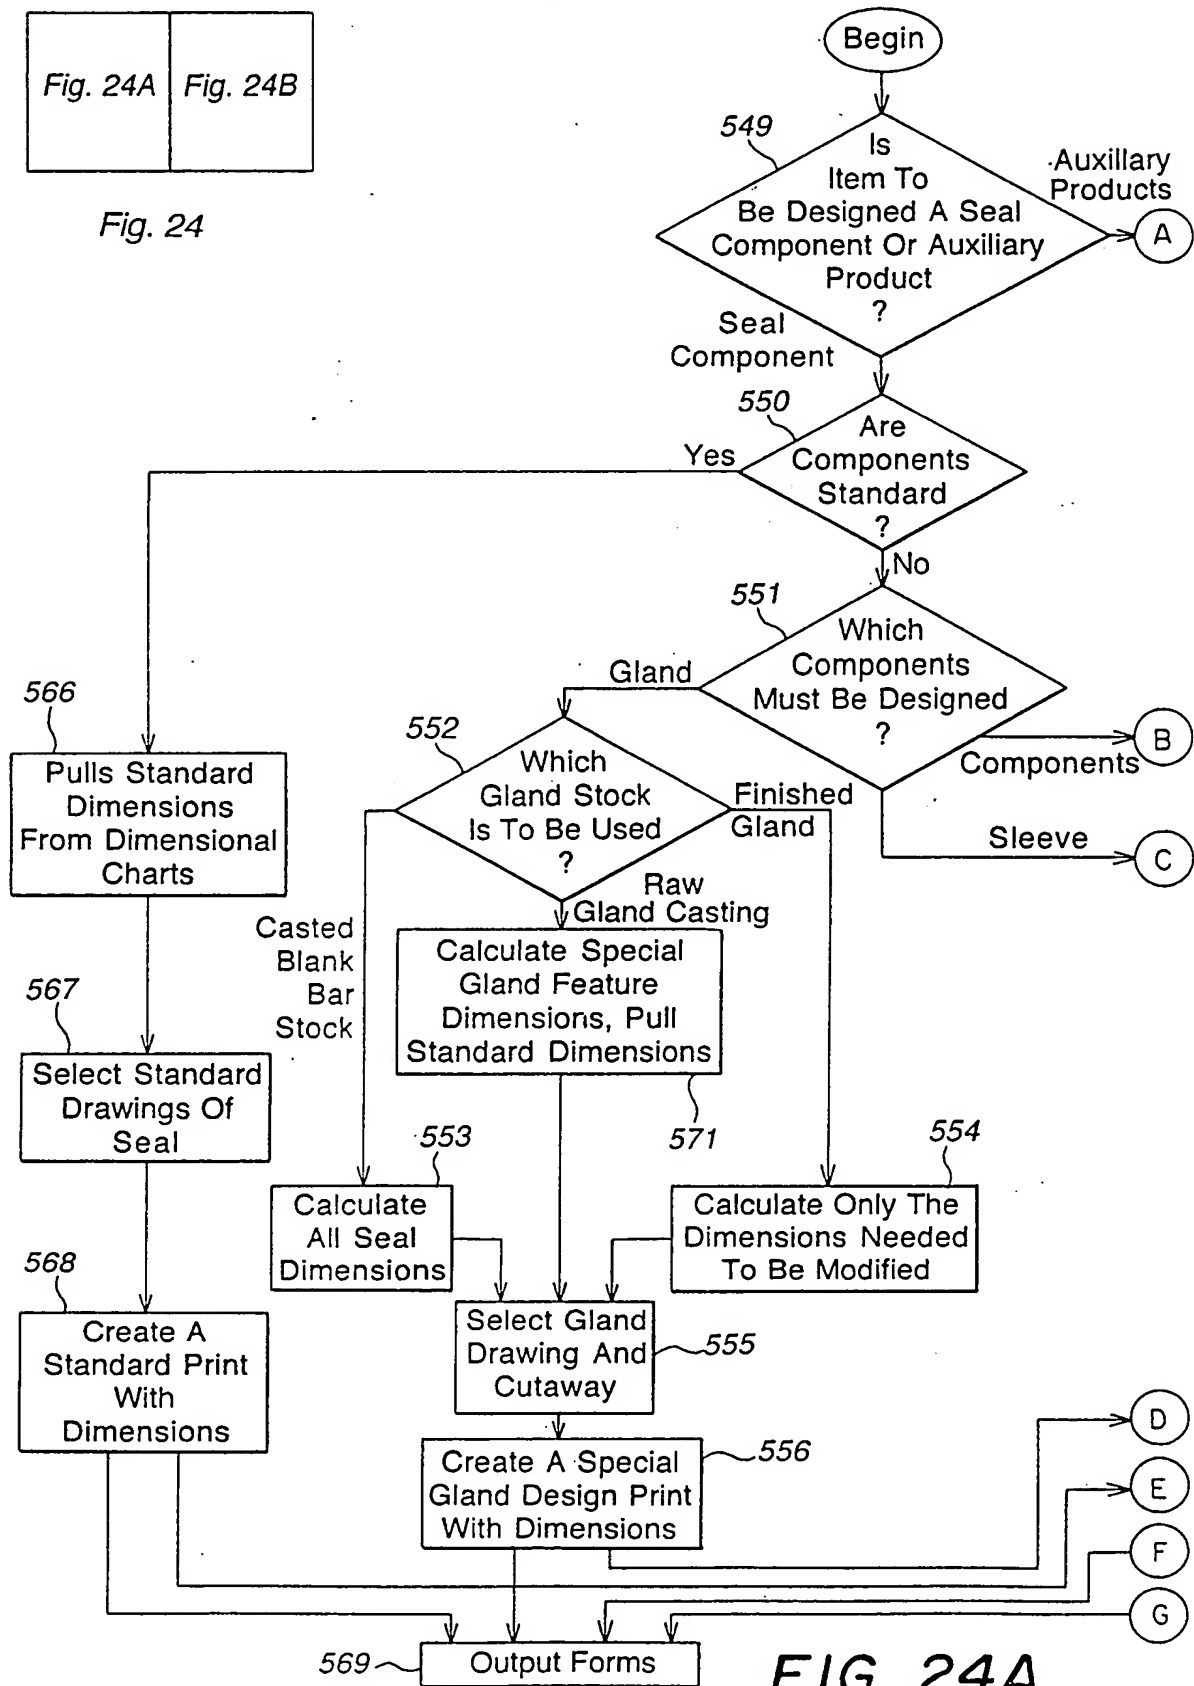 Fig. 24A
Fig. 24B
Fig. 24
Begin
549
Is
Item To
Be Designed A Seal
Component Or Auxiliary
Product
?
Auxillary
Products
A
Seal
Component
550
Are
Components
Standard
?
Yes
No
551
Which
Components
Must Be Designed
?
Gland
B
Components
Sleeve
C
552
Which
Gland Stock
Is To Be Used
?
Finished
Gland
Raw
Gland Casting
Casted
Blank
Bar
Stock
566
Pulls Standard
Dimensions
From Dimensional
Charts
567
Select Standard
Drawings Of
Seal
568
Create A
Standard Print
With
Dimensions
Calculate Special
Gland Feature
Dimensions, Pull
Standard Dimensions
571
553
Calculate
All Seal
Dimensions
554
Calculate Only The
Dimensions Needed
To Be Modified
Select Gland
Drawing And
Cutaway
555
Create A Special
Gland Design Print
With Dimensions
556
D
E
F
G
569
Output Forms
FIG. 24A